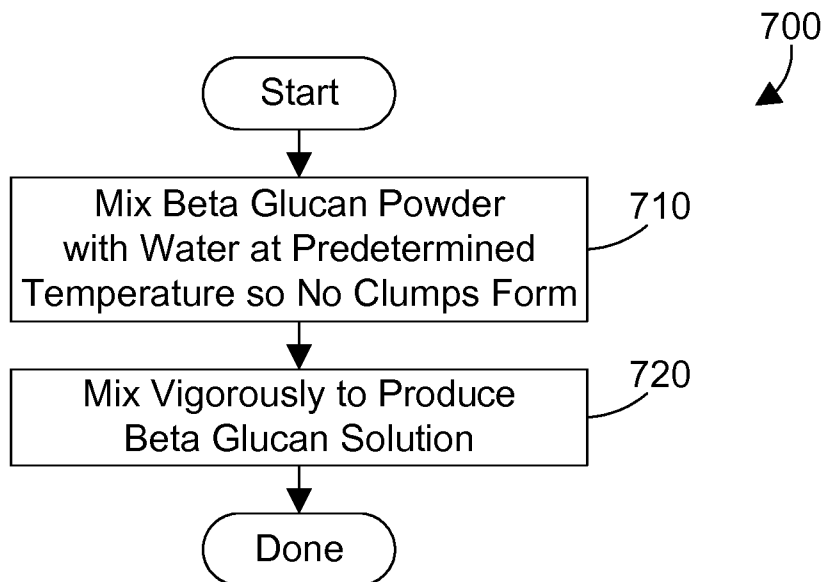 700
Start
Mix Beta Glucan Powder
with Water at Predetermined
Temperature so No Clumps Form
710
Mix Vigorously to Produce
Beta Glucan Solution
720
Done